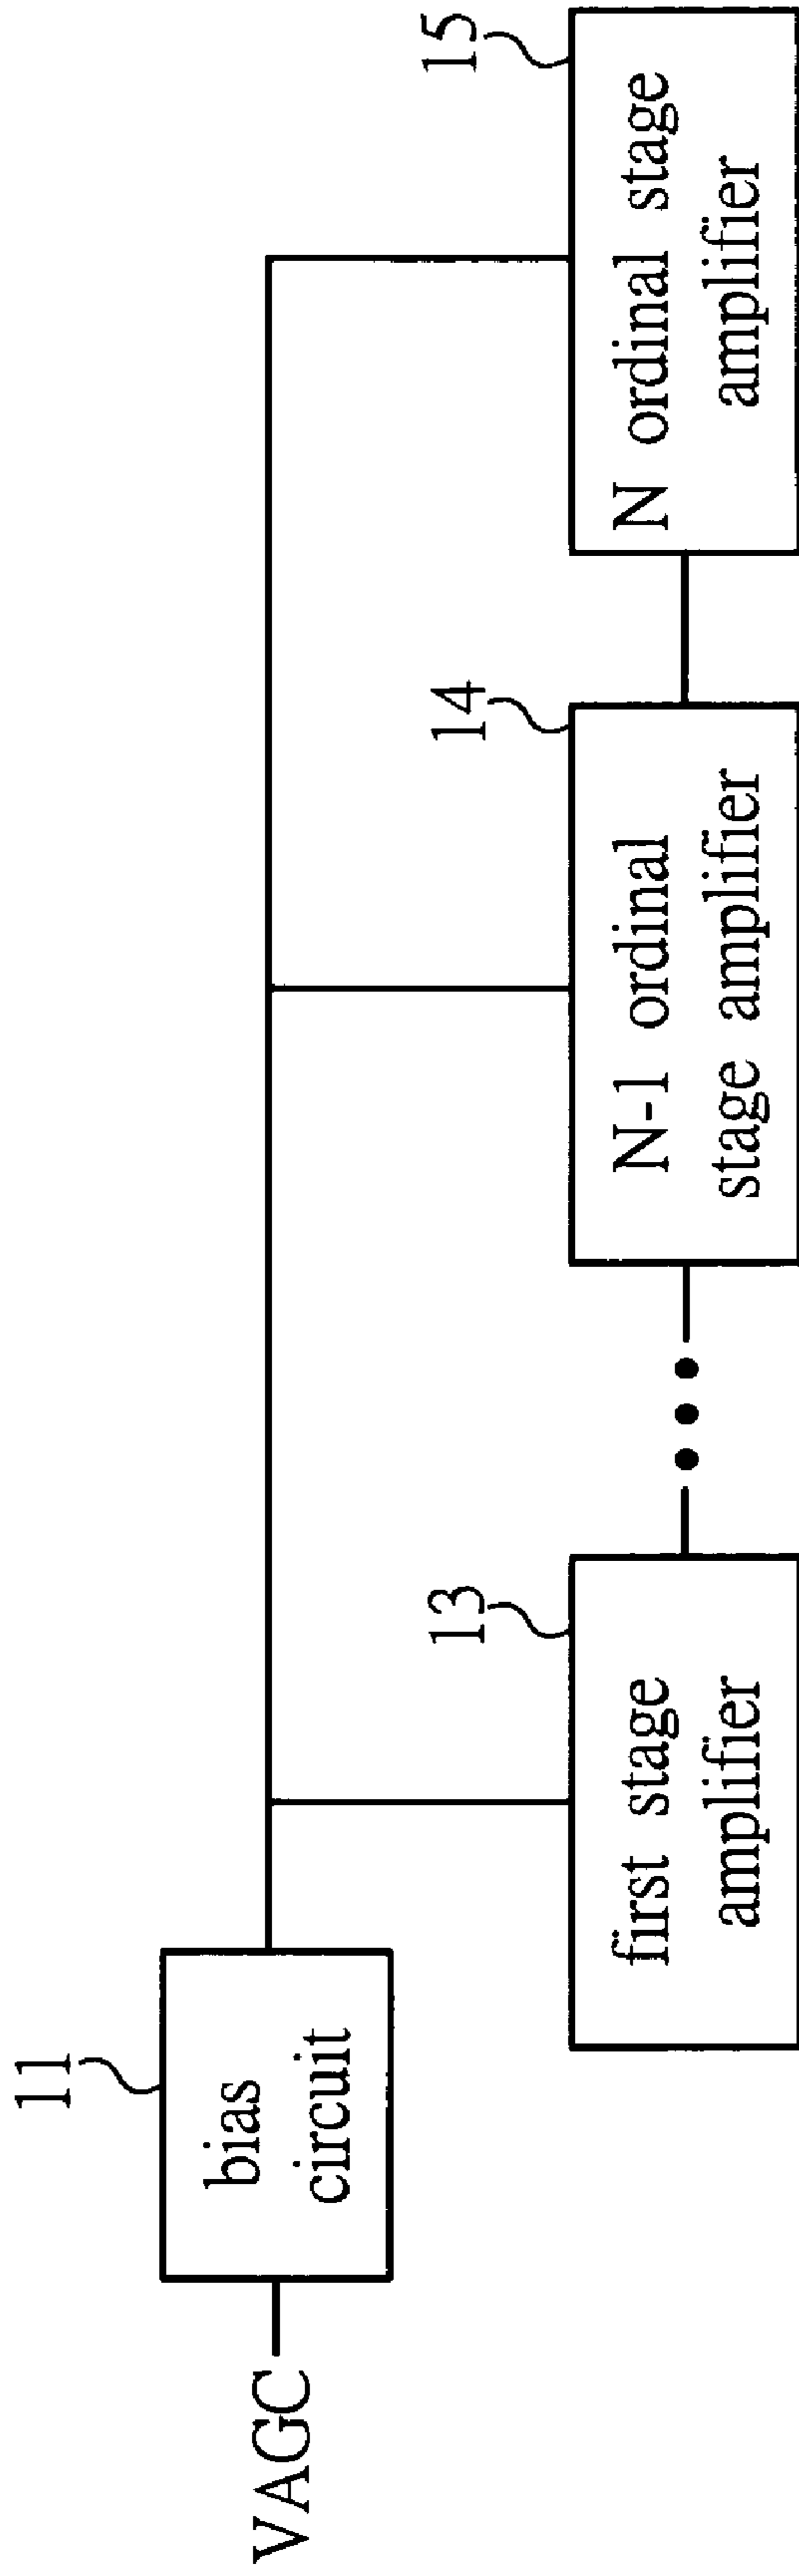 VAGC
11
bias
circuit
13
first stage
amplifier
14
N-1 ordinal
stage amplifier
15
N ordinal stage
amplifier